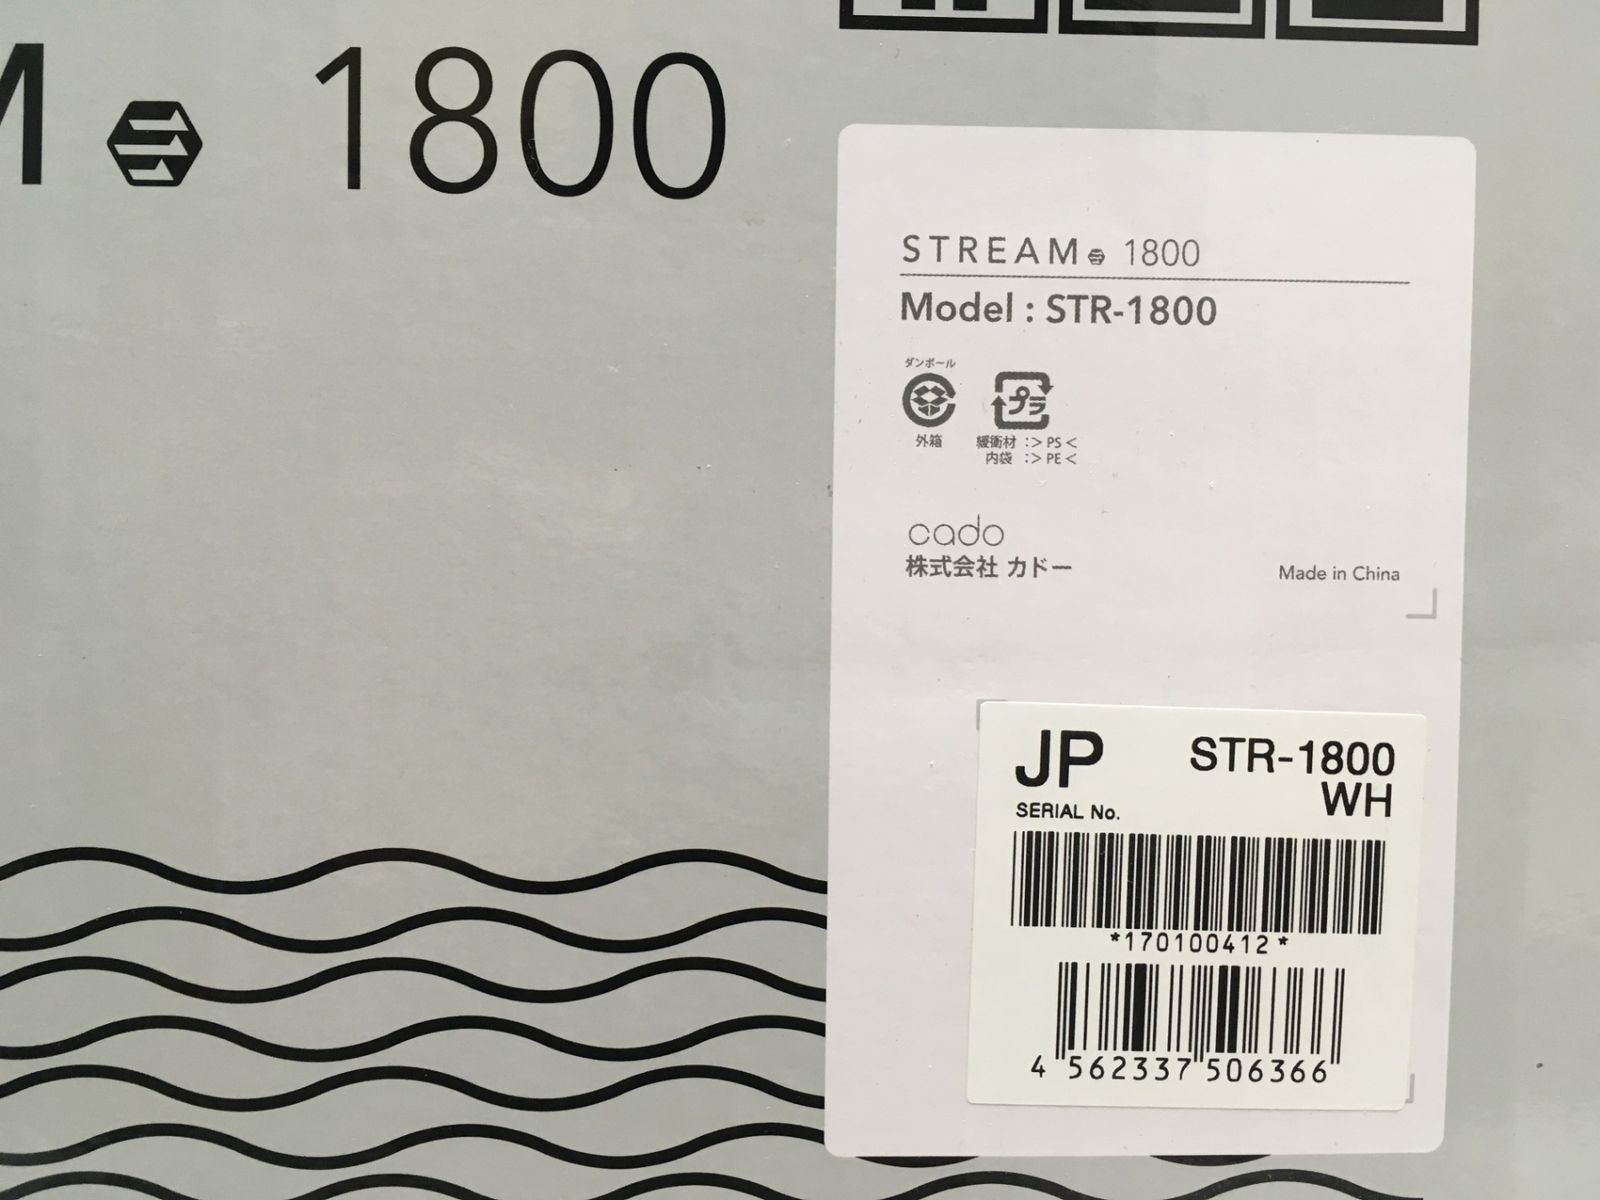 M 1800
STREAM 1800
Model : STR-1800
ダンボール
プラ
外箱
緩衝材 :> PS <
内袋 :> PE <
cado
株式会社 カドー
Made in China
JP
STR-1800
WH
SERIAL No.
*170100412*
4 562337 506366